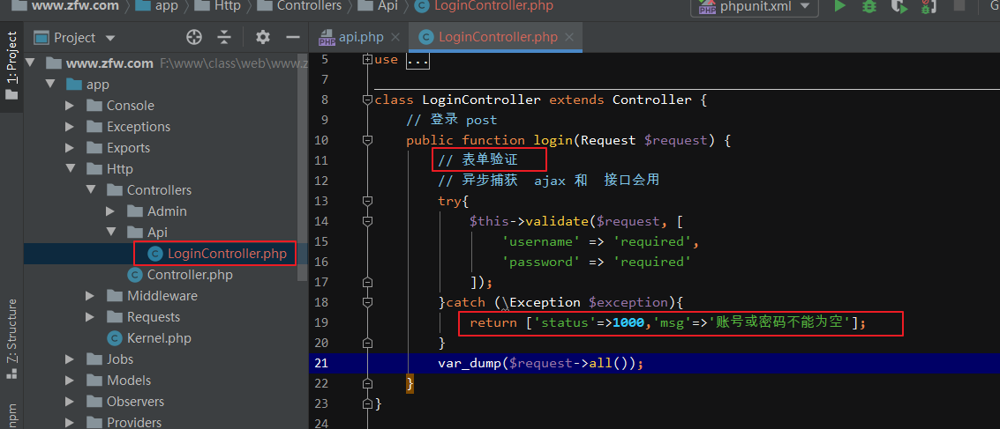 www.zfw.com app Http Controllers Api LoginController.php phpunit.xml G
1: Project
Project
api.php LoginController.php
www.zfw.com F:\www\class\web\www.z
app
Console
Exceptions
Exports
Http
Controllers
Admin
Api
LoginController.php
Controller.php
Middleware
Requests
Kernel.php
Jobs
Models
Observers
Providers
Z: Structure
npm
5 use ...
7
8 class LoginController extends Controller {
9 // 登录 post
10 public function login(Request $request) {
11 // 表单验证
12 // 异步捕获 ajax 和 接口会用
13 try{
14 $this->validate($request, [
15 'username' => 'required',
16 'password' => 'required'
17 ]);
18 }catch (\Exception $exception){
19 return ['status'=>1000,'msg'=>'账号或密码不能为空'];
20 }
21 var_dump($request->all());
22 }
23 }
24